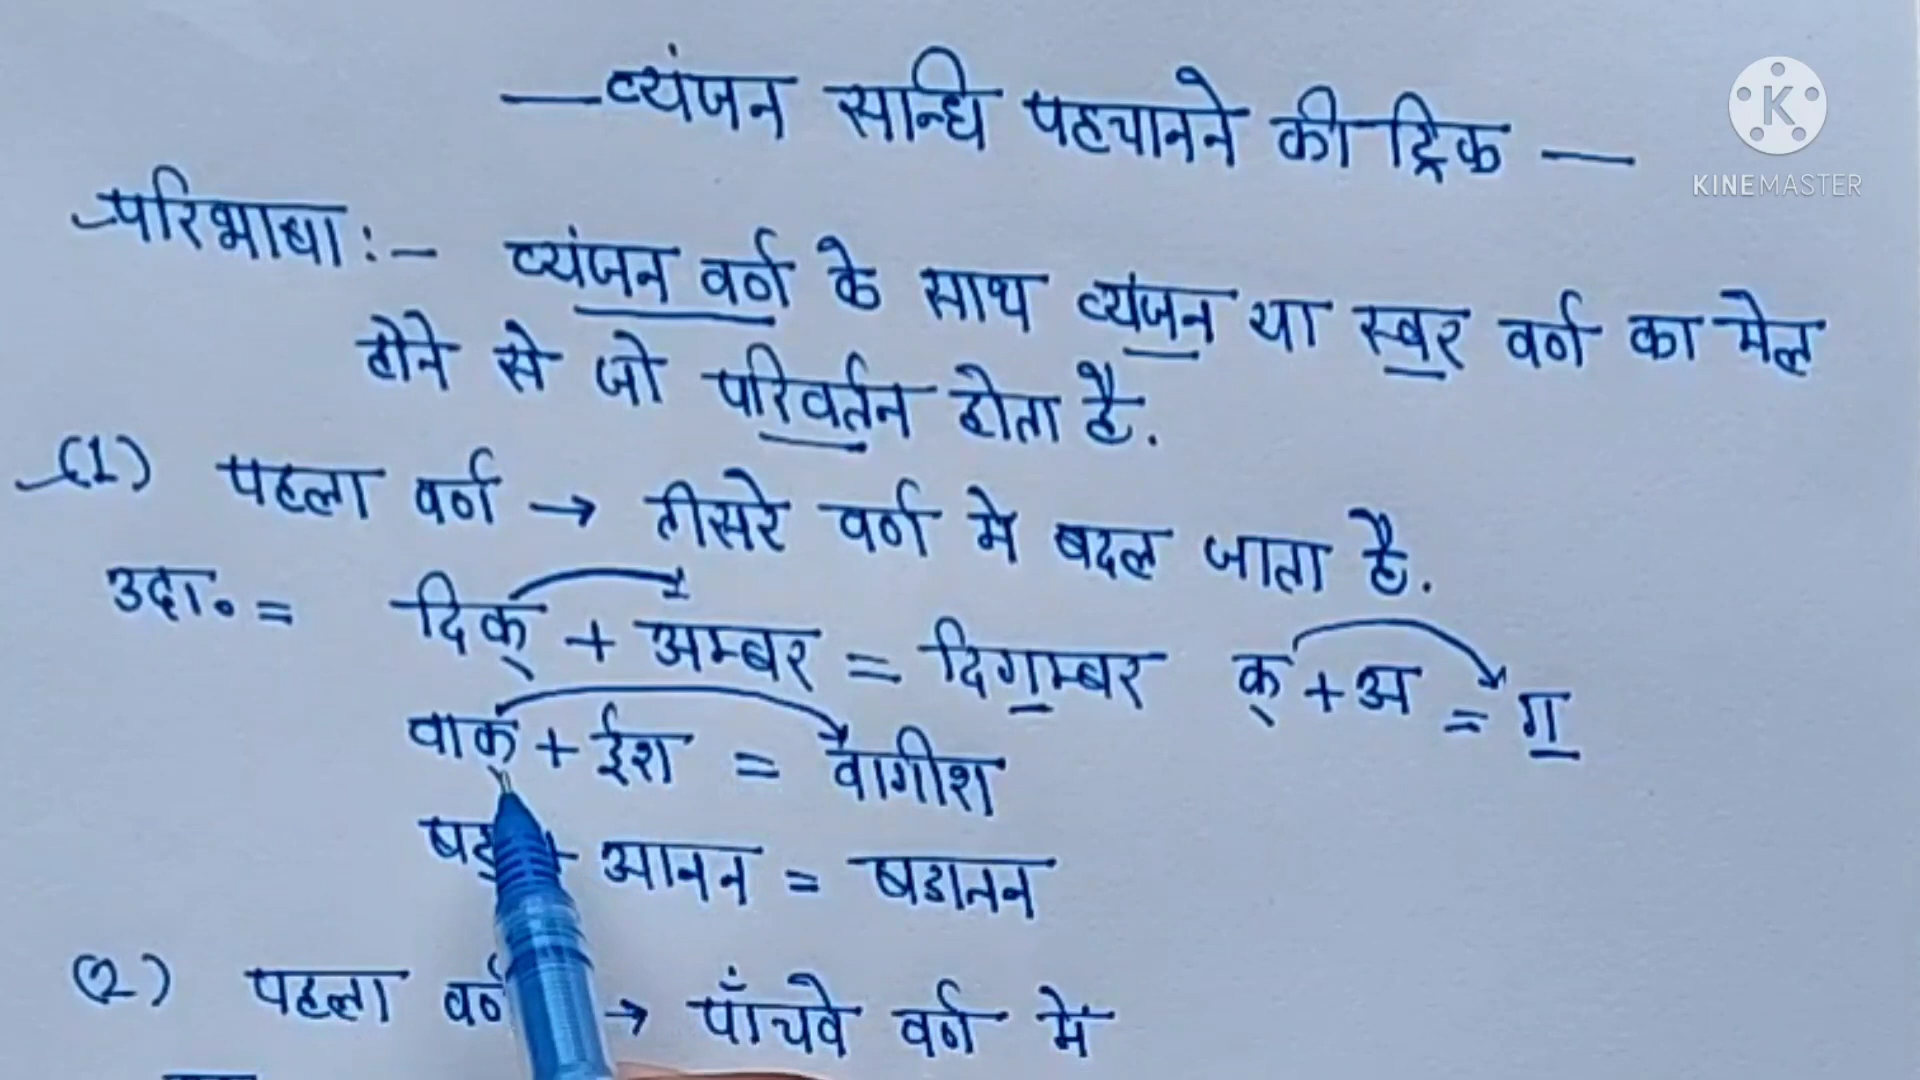 —व्यंजन सन्धि पहचानने की ट्रिक—
KINEMASTER
परिभाषा:- व्यंजन वर्ण के साथ व्यंजन या स्वर वर्ण का मेल
होने से जो परिवर्तन होता है.
(1) पहला वर्ण → तीसरे वर्ण मे बदल जाता है.
उदा॰ = दिक् + अम्बर = दिगम्बर क् + अ = ग
वाक् + ईश = वागीश
+ आनन = षडानन
(2) पहला वर्ण → पाँचवे वर्ण में